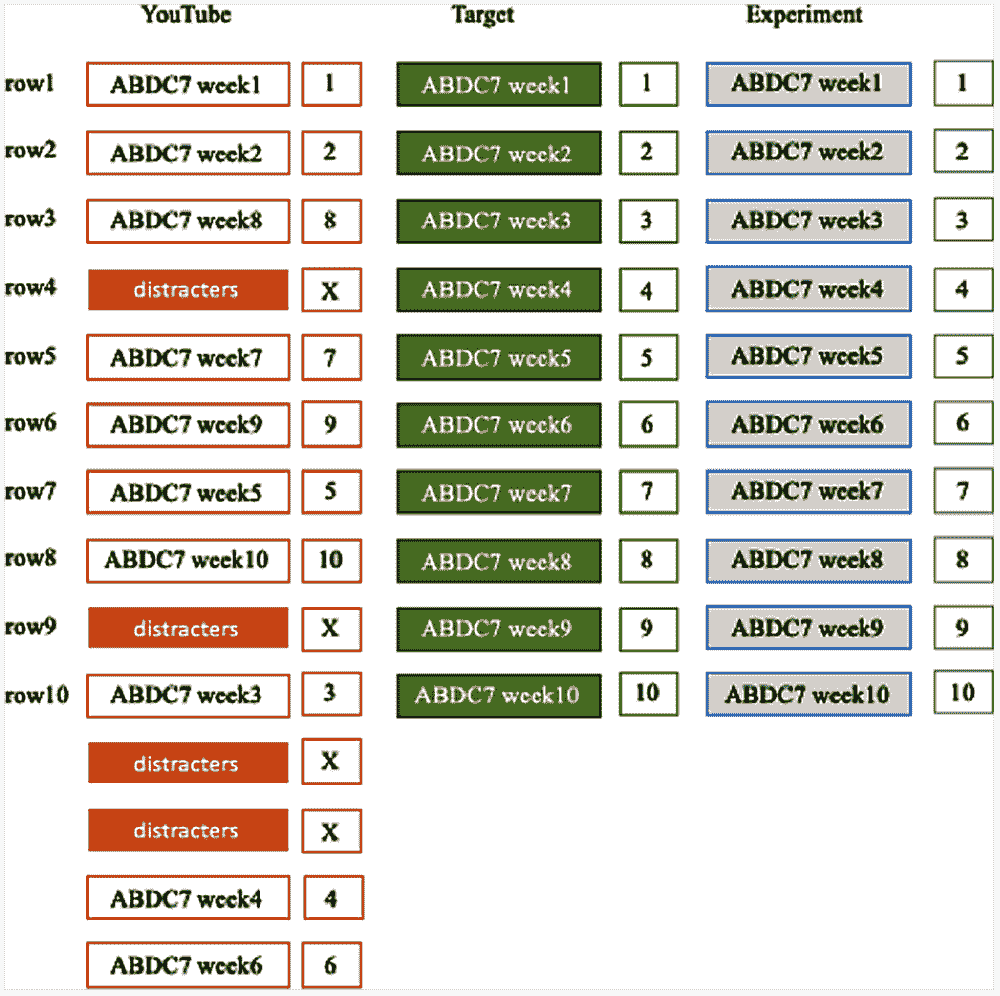 YouTube Target Experiment
row1 ABDC7 week1 1 ABDC7 week1 1 ABDC7 week1 1
row2 ABDC7 week2 2 ABDC7 week2 2 ABDC7 week2 2
row3 ABDC7 week8 8 ABDC7 week3 3 ABDC7 week3 3
row4 distracters X ABDC7 week4 4 ABDC7 week4 4
row5 ABDC7 week7 7 ABDC7 week5 5 ABDC7 week5 5
row6 ABDC7 week9 9 ABDC7 week6 6 ABDC7 week6 6
row7 ABDC7 week5 5 ABDC7 week7 7 ABDC7 week7 7
row8 ABDC7 week10 10 ABDC7 week8 8 ABDC7 week8 8
row9 distracters X ABDC7 week9 9 ABDC7 week9 9
row10 ABDC7 week3 3 ABDC7 week10 10 ABDC7 week10 10
distracters X
distracters X
ABDC7 week4 4
ABDC7 week6 6